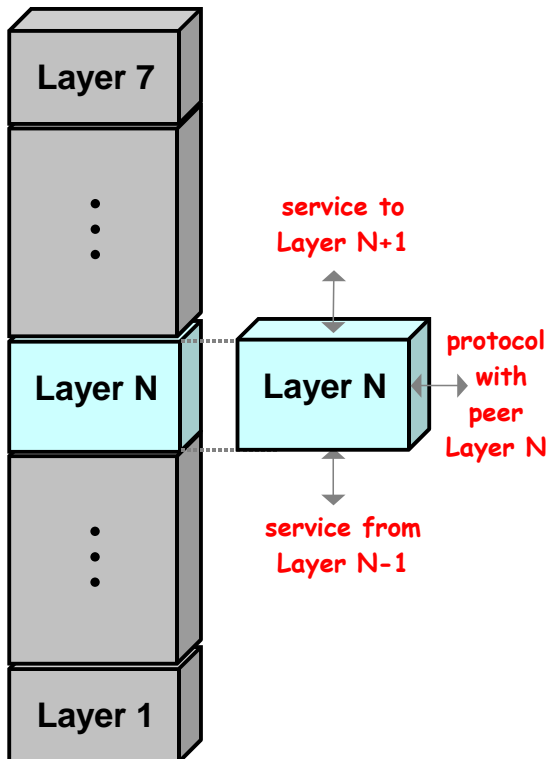 Layer 7
service to
Layer N+1
Layer N
Layer N
protocol
with
peer
Layer N
service from
Layer N-1
Layer 1